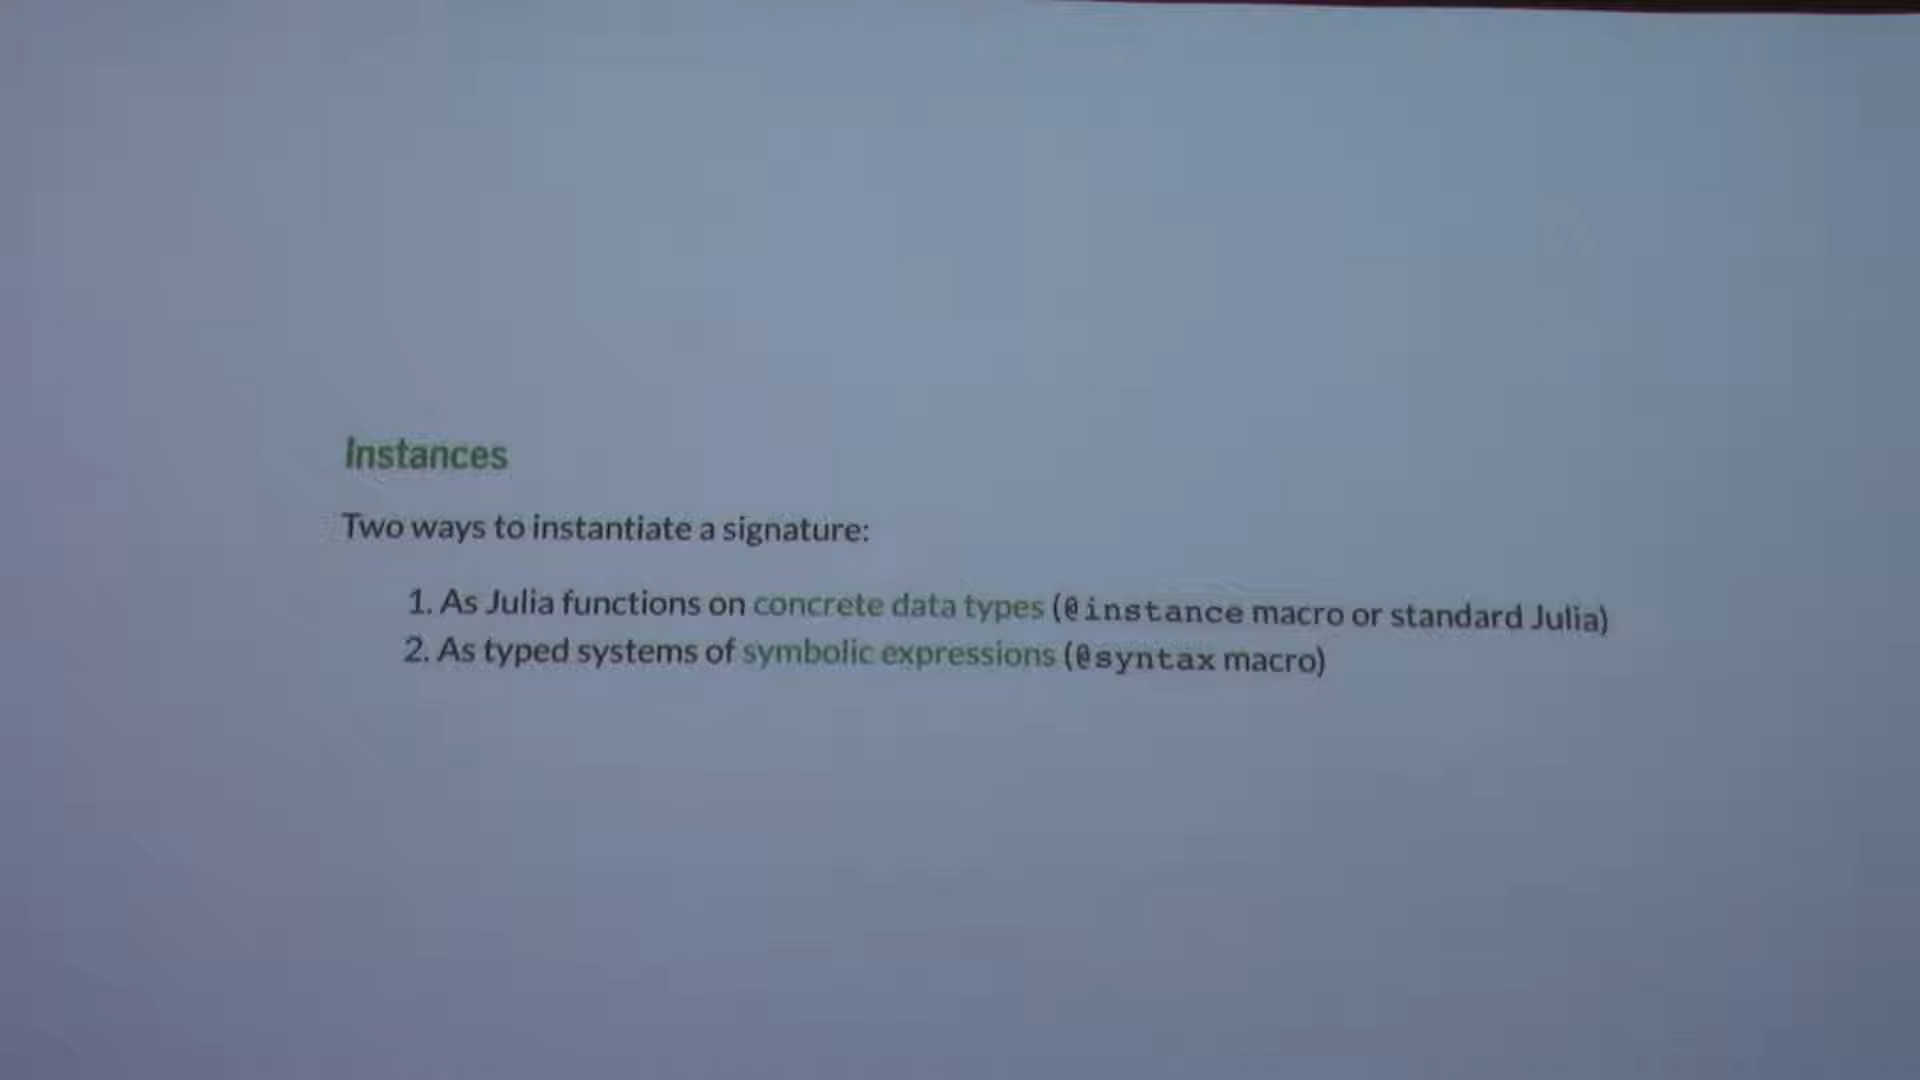 Instances
Two ways to instantiate a signature:
1. As Julia functions on concrete data types (@instance macro or standard Julia)
2. As typed systems of symbolic expressions (@syntax macro)